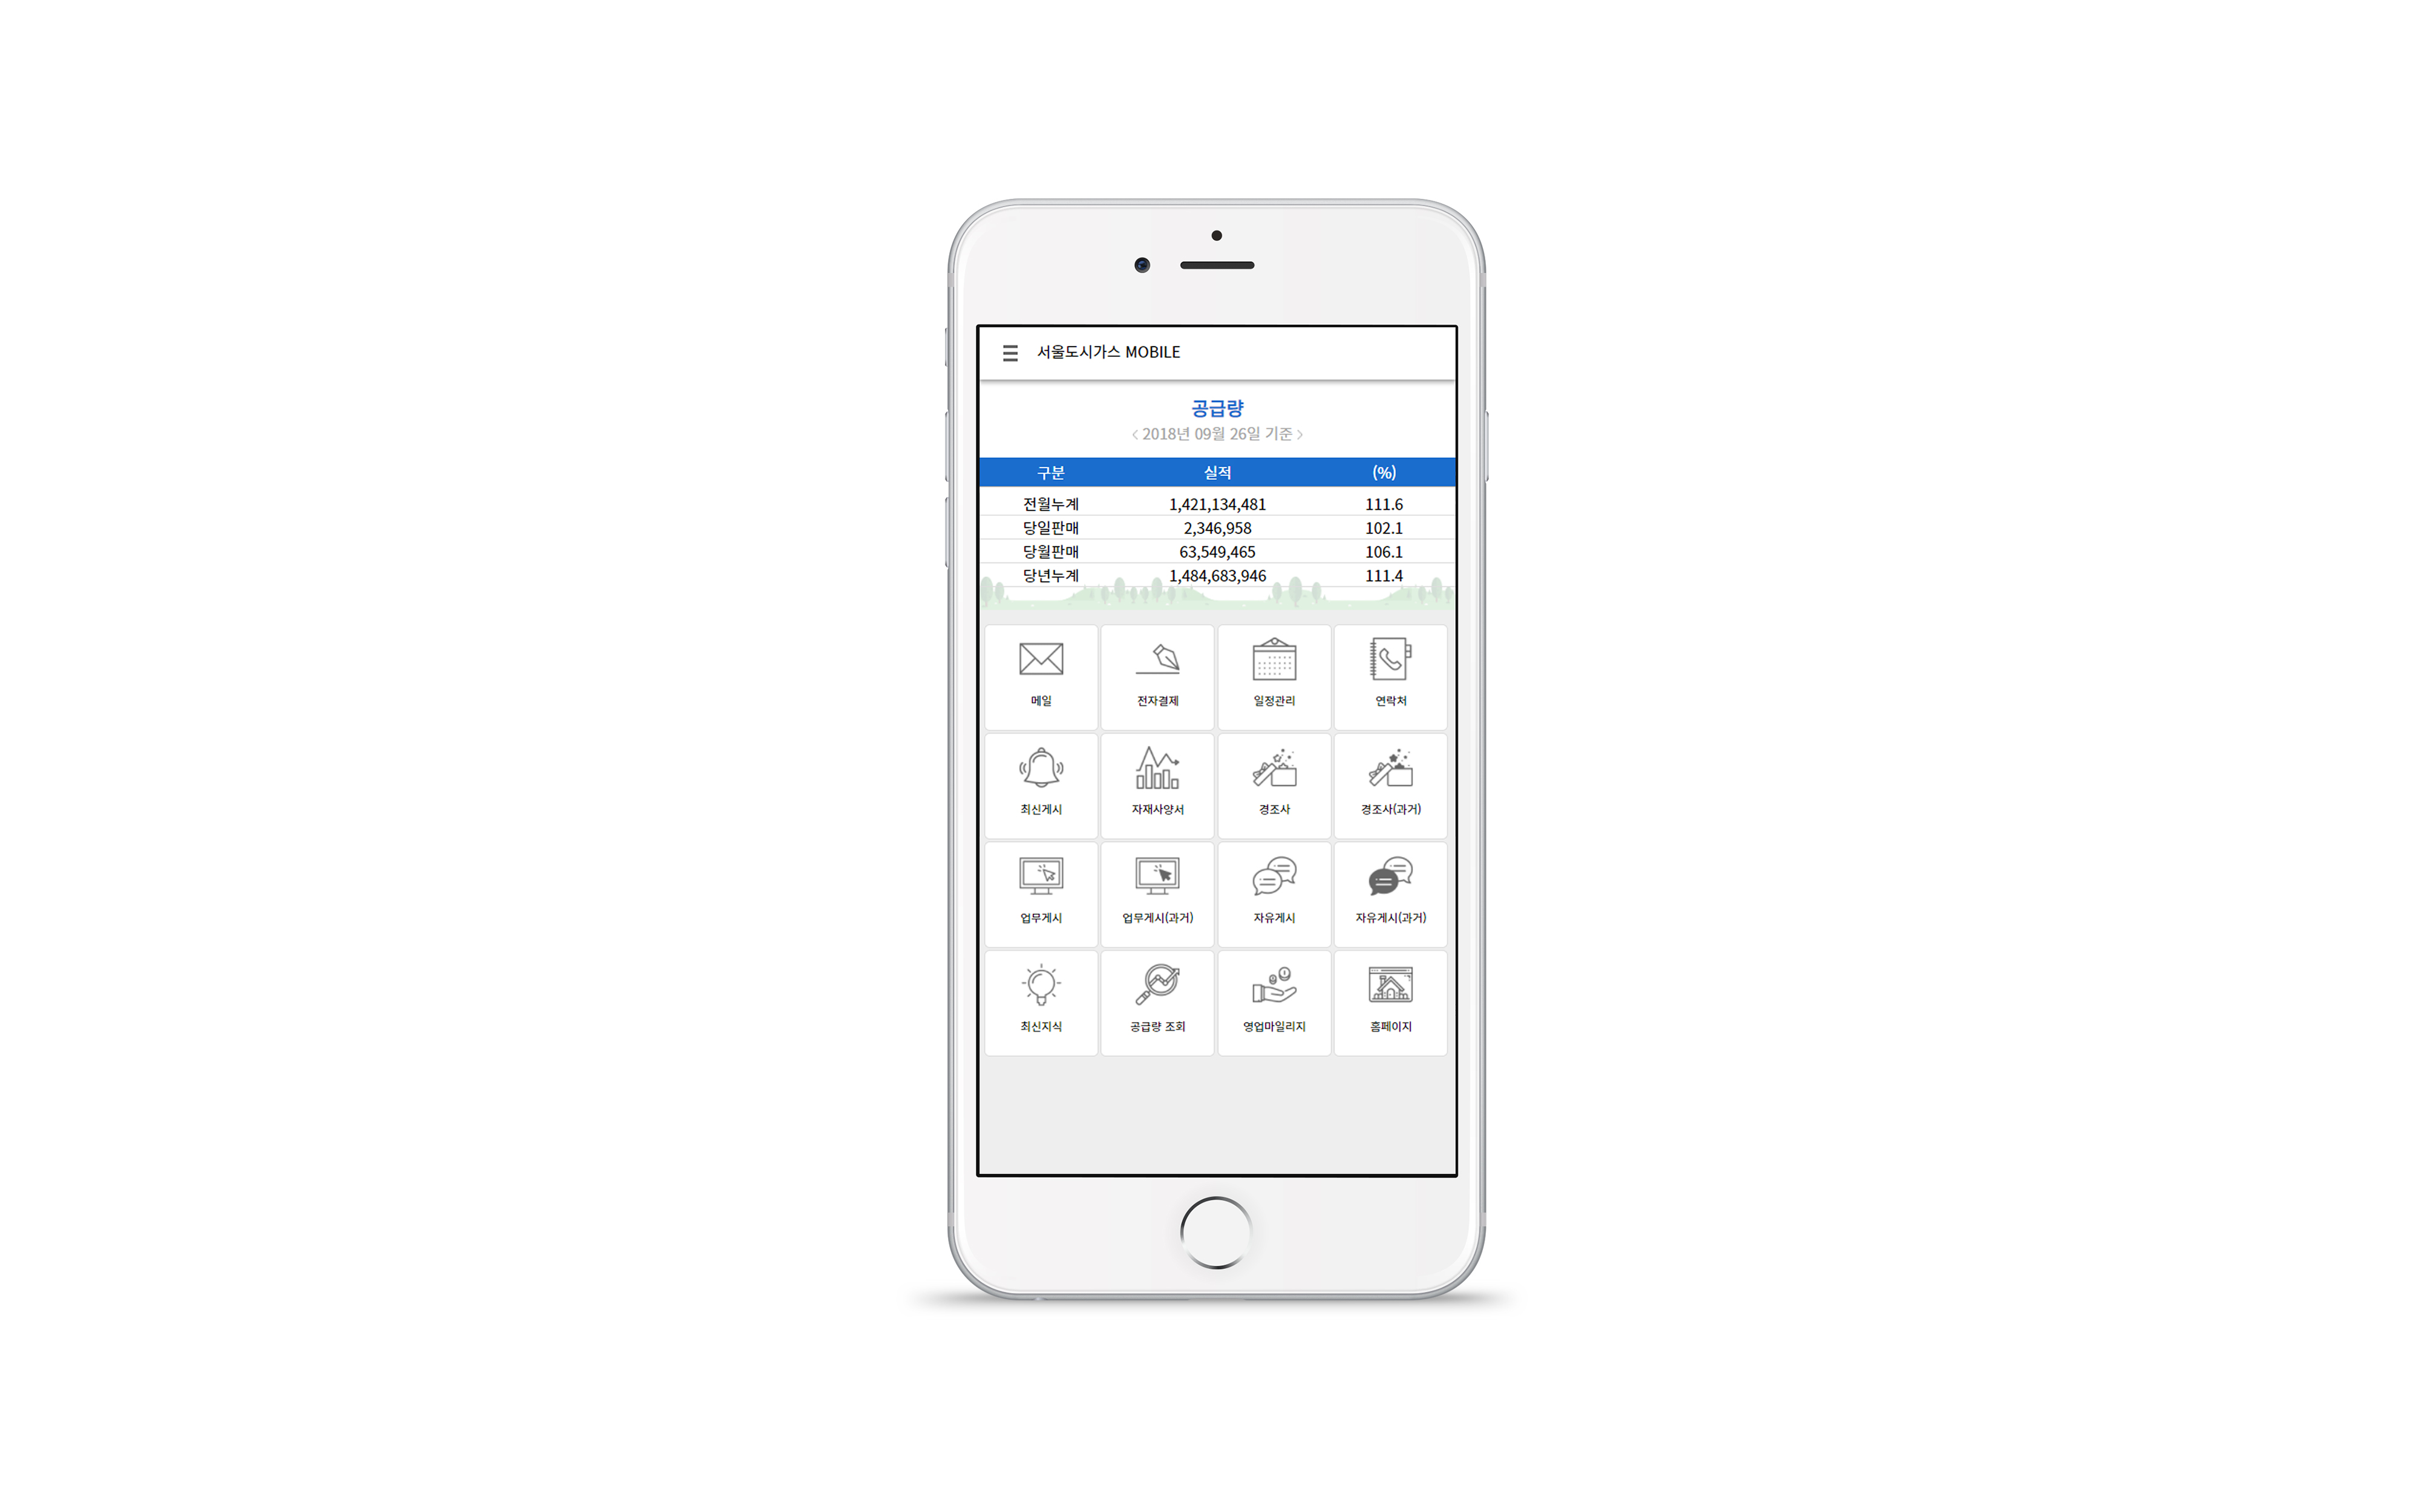 서울도시가스 MOBILE
공급량
< 2018년 09월 26일 기준 >
구분 실적 (%)
전월누계 1,421,134,481 111.6
당일판매 2,346,958 102.1
당월판매 63,549,465 106.1
당년누계 1,484,683,946 111.4
메일 전자결제 일정관리 연락처
최신게시 자재사양서 경조사 경조사(과거)
업무게시 업무게시(과거) 자유게시 자유게시(과거)
최신지식 공급량 조회 영업마일리지 홈페이지